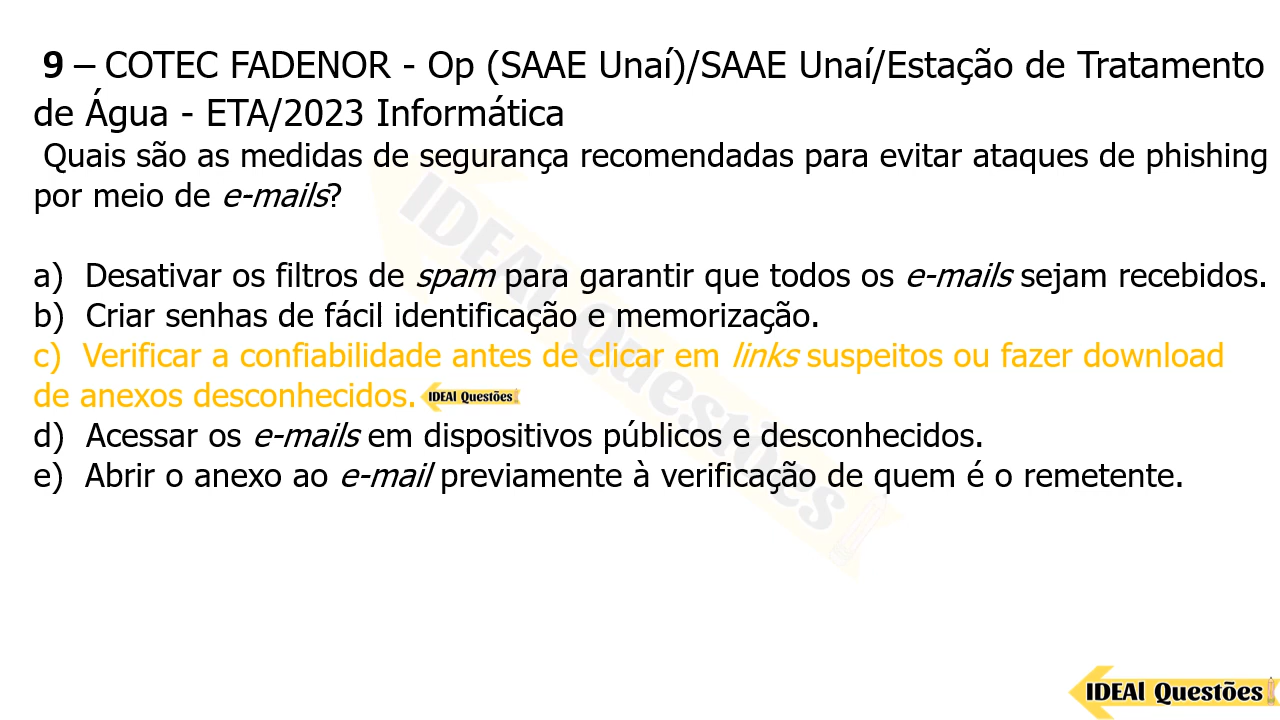 9 – COTEC FADENOR - Op (SAAE Unaí)/SAAE Unaí/Estação de Tratamento
de Água - ETA/2023 Informática
Quais são as medidas de segurança recomendadas para evitar ataques de phishing
por meio de e-mails?
a) Desativar os filtros de spam para garantir que todos os e-mails sejam recebidos.
b) Criar senhas de fácil identificação e memorização.
c) Verificar a confiabilidade antes de clicar em links suspeitos ou fazer download
de anexos desconhecidos. IDEAl Questões
d) Acessar os e-mails em dispositivos públicos e desconhecidos.
e) Abrir o anexo ao e-mail previamente à verificação de quem é o remetente.
IDEAl Questões
IDEAl Questões